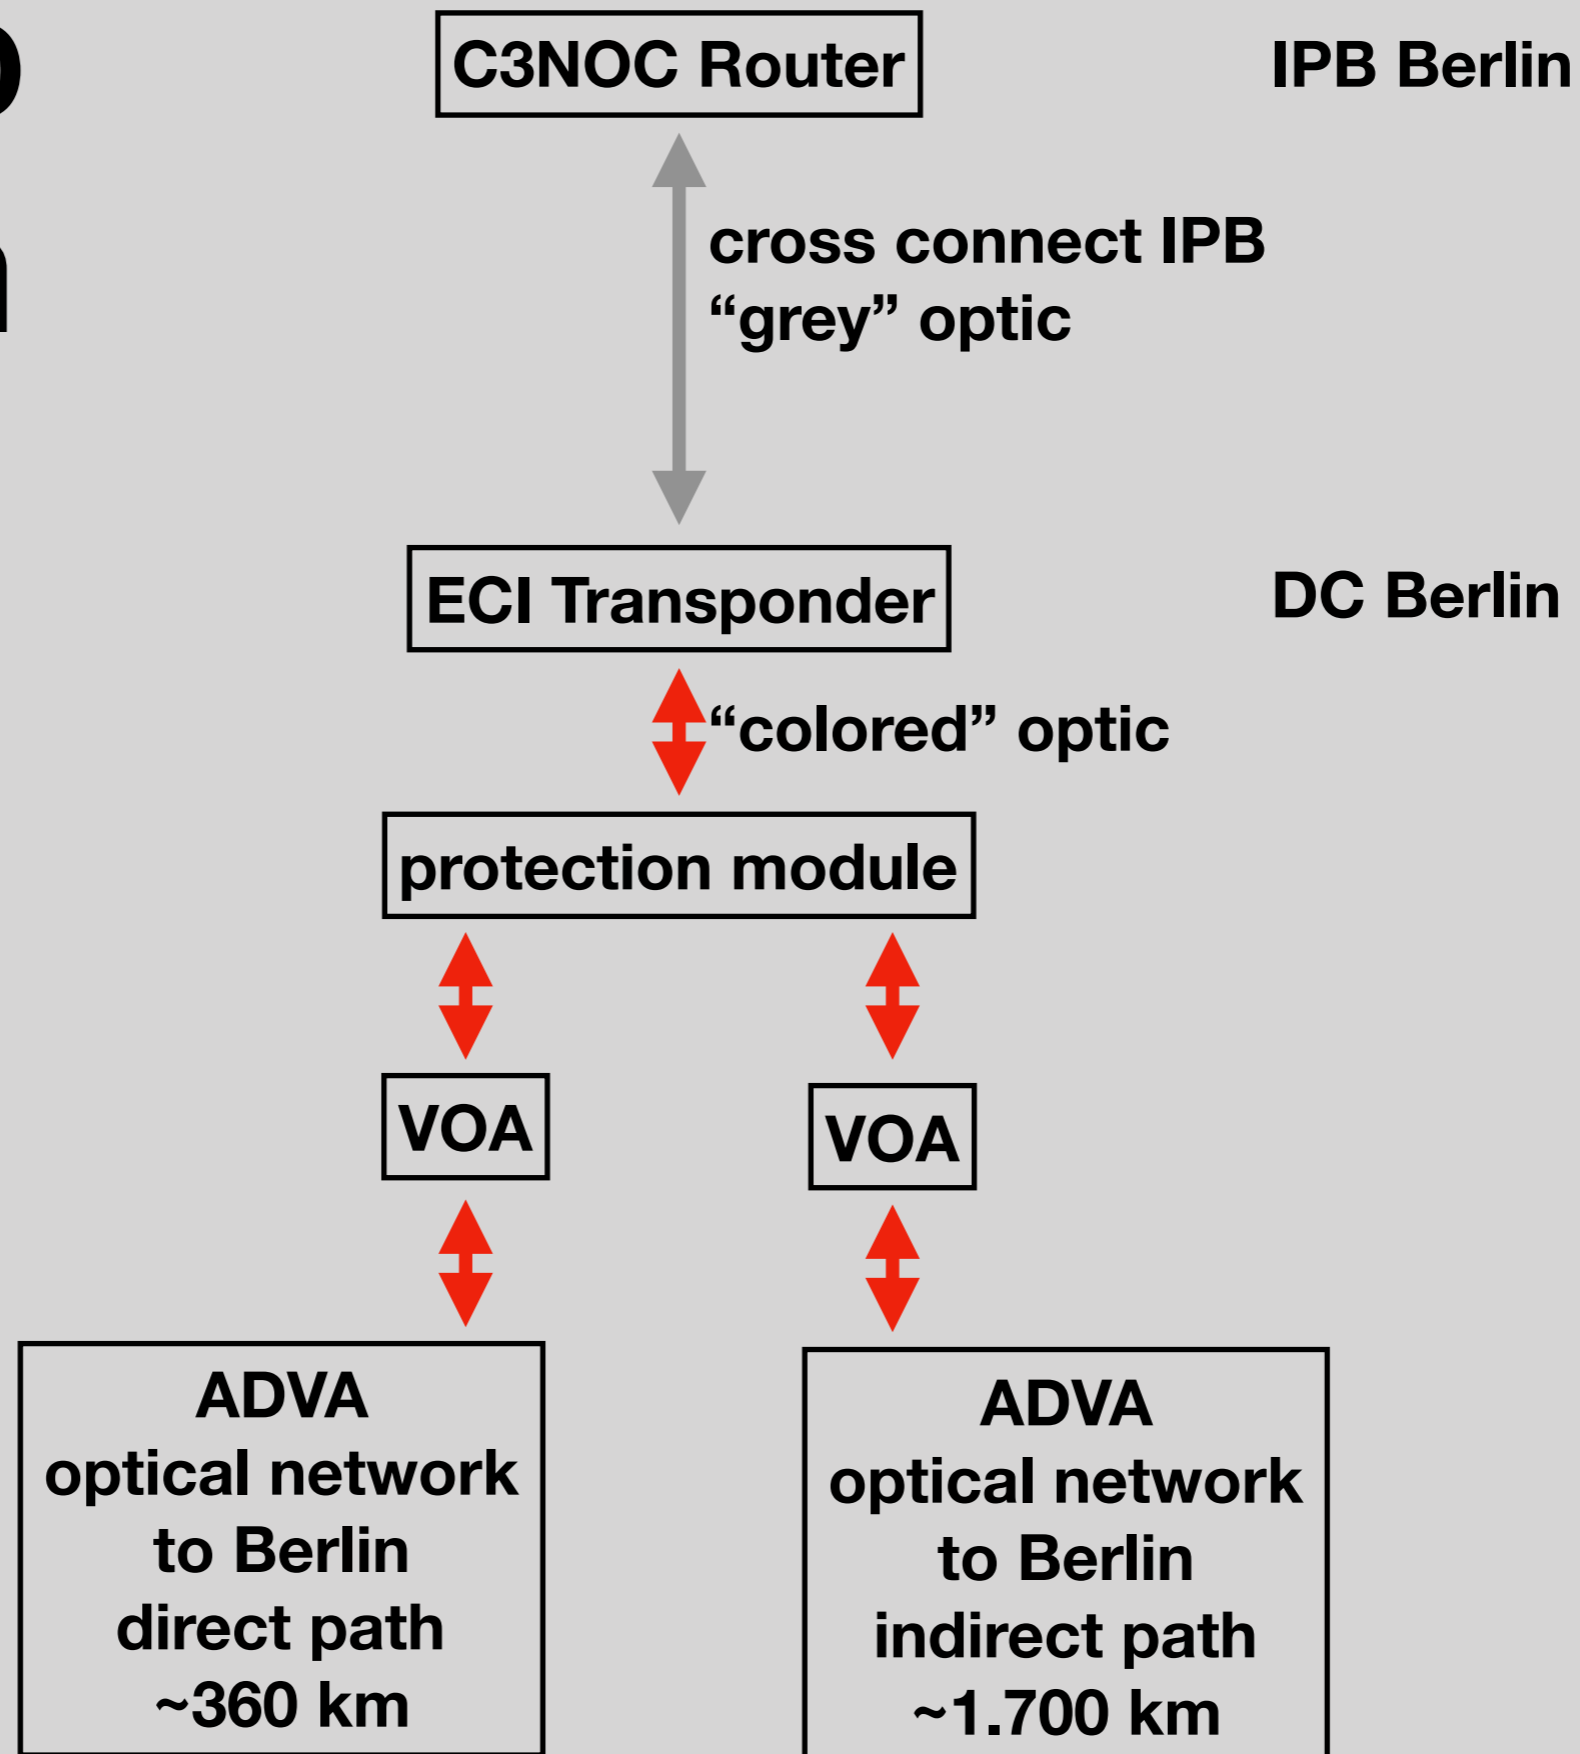 C3NOC Router
IPB Berlin
cross connect IPB
“grey” optic
ECI Transponder
DC Berlin
“colored” optic
protection module
VOA
VOA
ADVA
optical network
to Berlin
direct path
~360 km
ADVA
optical network
to Berlin
indirect path
~1.700 km